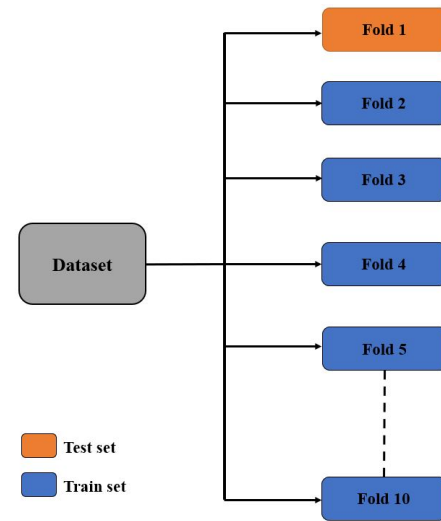 Fold 1
Fold 2
Fold 3
Dataset
Fold 4
Fold 5
Test set
Train set
Fold 10